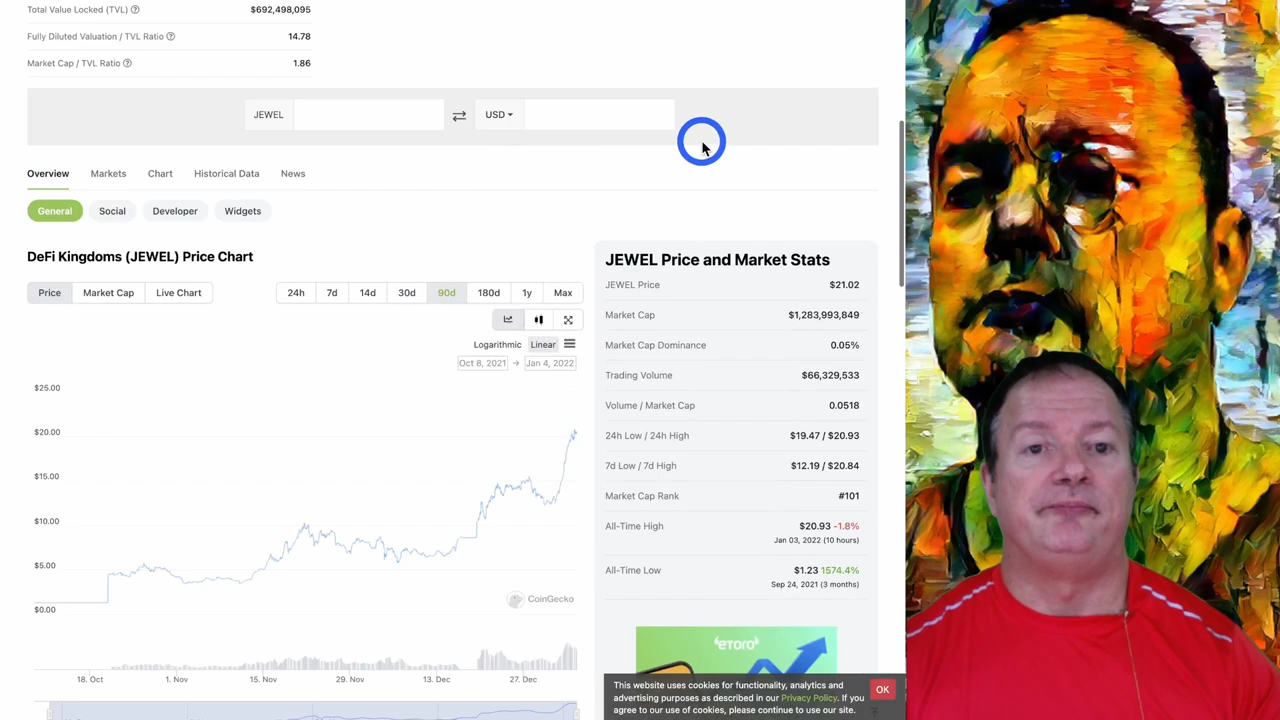 Total Value Locked (TVL) $692,498,095
Fully Diluted Valuation / TVL Ratio 14.78
Market Cap / TVL Ratio 1.86
JEWEL USD
Overview Markets Chart Historical Data News
General Social Developer Widgets
DeFi Kingdoms (JEWEL) Price Chart
Price Market Cap Live Chart 24h 7d 14d 30d 90d 180d 1y Max
Logarithmic Linear
Oct 8, 2021 → Jan 4, 2022
$25.00
$20.00
$15.00
$10.00
$5.00
$0.00
CoinGecko
18. Oct 1. Nov 15. Nov 29. Nov 13. Dec 27. Dec
JEWEL Price and Market Stats
JEWEL Price $21.02
Market Cap $1,283,993,849
Market Cap Dominance 0.05%
Trading Volume $66,329,533
Volume / Market Cap 0.0518
24h Low / 24h High $19.47 / $20.93
7d Low / 7d High $12.19 / $20.84
Market Cap Rank #101
All-Time High $20.93 -1.8%
Jan 03, 2022 (10 hours)
All-Time Low $1.23 1574.4%
Sep 24, 2021 (3 months)
eToro
This website uses cookies for functionality, analytics and
advertising purposes as described in our Privacy Policy. If you
agree to our use of cookies, please continue to use our site.
OK